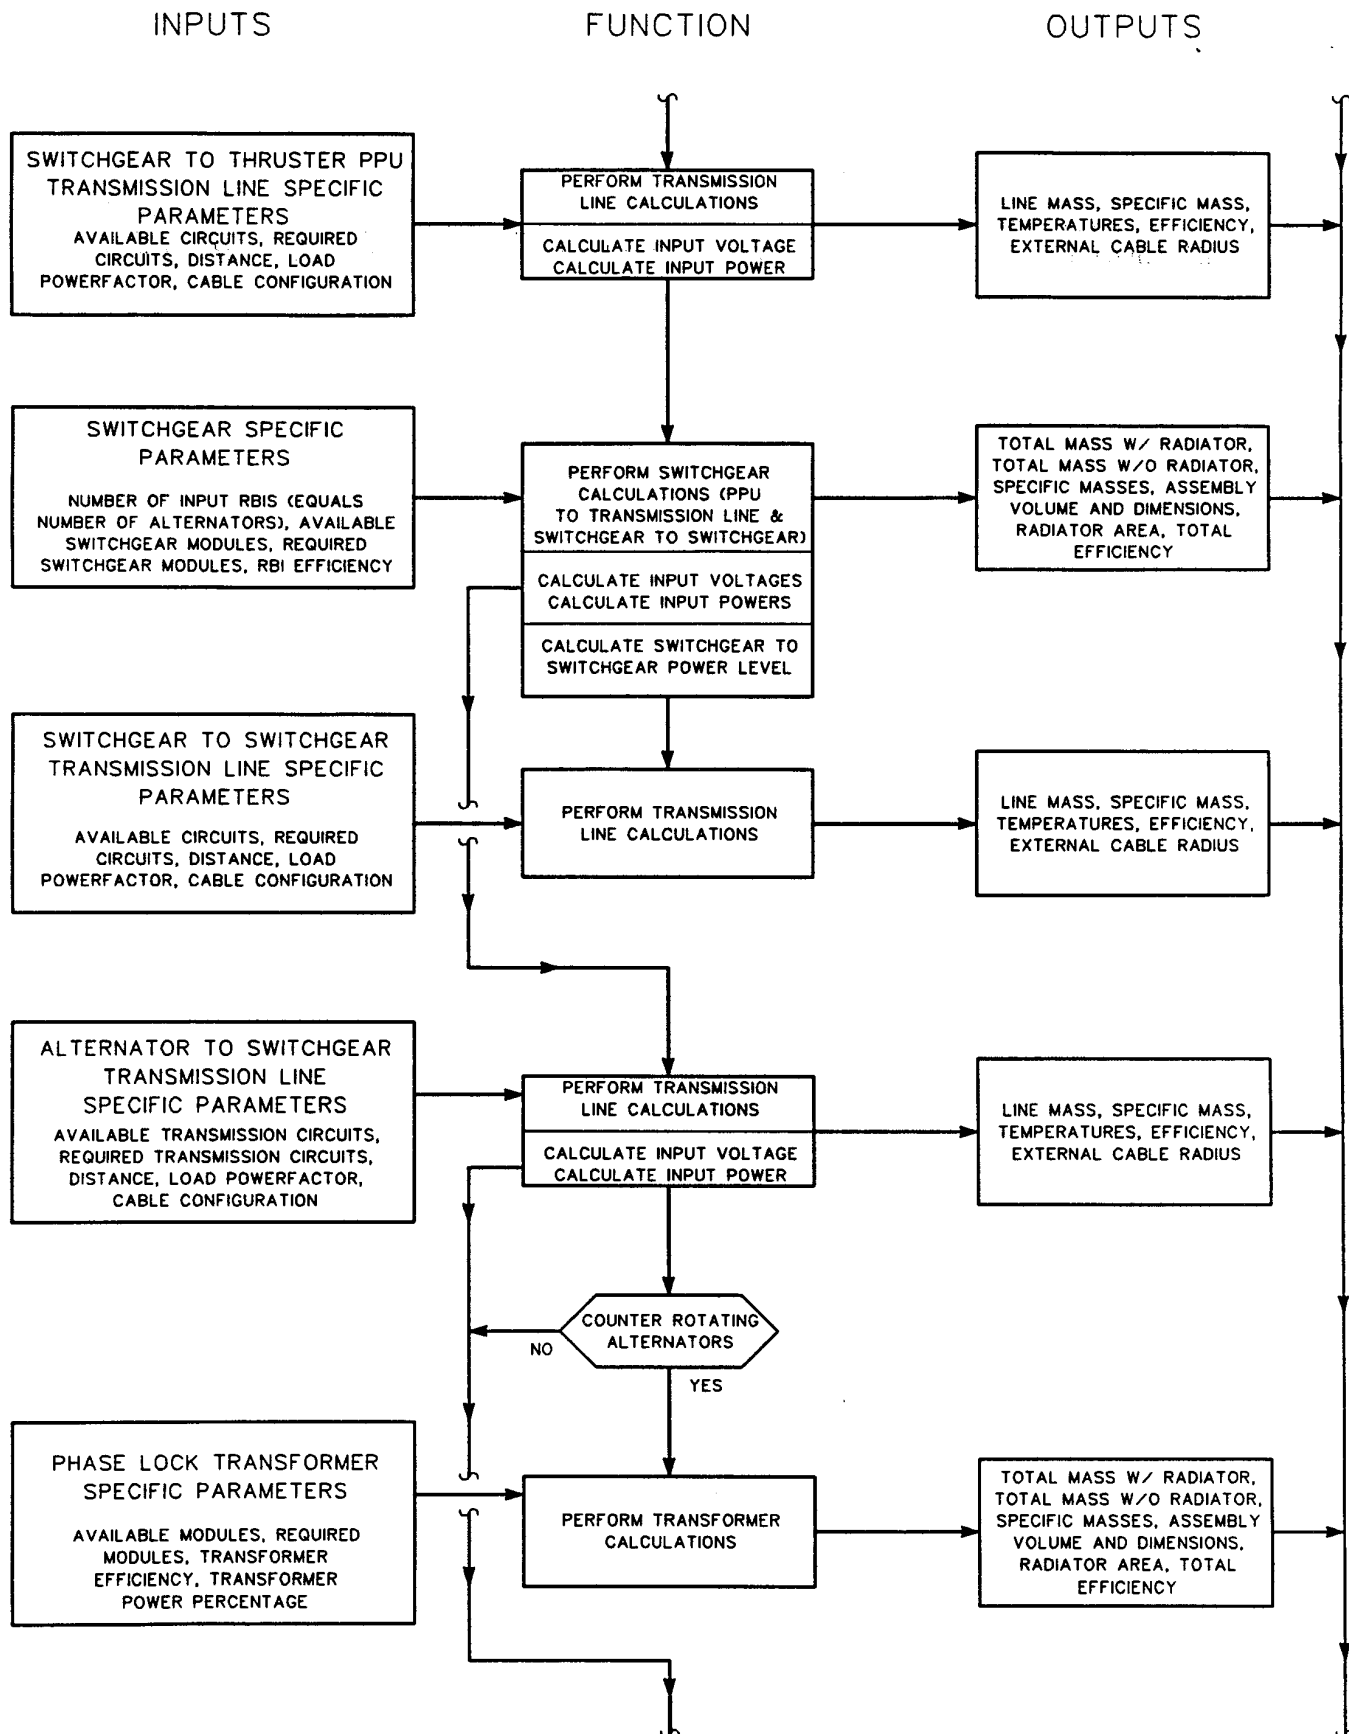 INPUTS
FUNCTION
OUTPUTS
SWITCHGEAR TO THRUSTER PPU
TRANSMISSION LINE SPECIFIC
PARAMETERS
AVAILABLE CIRCUITS, REQUIRED
CIRCUITS, DISTANCE, LOAD
POWERFACTOR, CABLE CONFIGURATION
PERFORM TRANSMISSION
LINE CALCULATIONS
CALCULATE INPUT VOLTAGE
CALCULATE INPUT POWER
LINE MASS, SPECIFIC MASS,
TEMPERATURES, EFFICIENCY,
EXTERNAL CABLE RADIUS
SWITCHGEAR SPECIFIC
PARAMETERS
NUMBER OF INPUT RBIS (EQUALS
NUMBER OF ALTERNATORS), AVAILABLE
SWITCHGEAR MODULES, REQUIRED
SWITCHGEAR MODULES, RBI EFFICIENCY
PERFORM SWITCHGEAR
CALCULATIONS (PPU
TO TRANSMISSION LINE &
SWITCHGEAR TO SWITCHGEAR)
CALCULATE INPUT VOLTAGES
CALCULATE INPUT POWERS
CALCULATE SWITCHGEAR TO
SWITCHGEAR POWER LEVEL
TOTAL MASS W/ RADIATOR,
TOTAL MASS W/O RADIATOR,
SPECIFIC MASSES, ASSEMBLY
VOLUME AND DIMENSIONS,
RADIATOR AREA, TOTAL
EFFICIENCY
SWITCHGEAR TO SWITCHGEAR
TRANSMISSION LINE SPECIFIC
PARAMETERS
AVAILABLE CIRCUITS, REQUIRED
CIRCUITS, DISTANCE, LOAD
POWERFACTOR, CABLE CONFIGURATION
PERFORM TRANSMISSION
LINE CALCULATIONS
LINE MASS, SPECIFIC MASS,
TEMPERATURES, EFFICIENCY,
EXTERNAL CABLE RADIUS
ALTERNATOR TO SWITCHGEAR
TRANSMISSION LINE
SPECIFIC PARAMETERS
AVAILABLE TRANSMISSION CIRCUITS,
REQUIRED TRANSMISSION CIRCUITS,
DISTANCE, LOAD POWERFACTOR,
CABLE CONFIGURATION
PERFORM TRANSMISSION
LINE CALCULATIONS
CALCULATE INPUT VOLTAGE
CALCULATE INPUT POWER
LINE MASS, SPECIFIC MASS,
TEMPERATURES, EFFICIENCY,
EXTERNAL CABLE RADIUS
COUNTER ROTATING
ALTERNATORS
NO
YES
PHASE LOCK TRANSFORMER
SPECIFIC PARAMETERS
AVAILABLE MODULES, REQUIRED
MODULES, TRANSFORMER
EFFICIENCY, TRANSFORMER
POWER PERCENTAGE
PERFORM TRANSFORMER
CALCULATIONS
TOTAL MASS W/ RADIATOR,
TOTAL MASS W/O RADIATOR,
SPECIFIC MASSES, ASSEMBLY
VOLUME AND DIMENSIONS,
RADIATOR AREA, TOTAL
EFFICIENCY